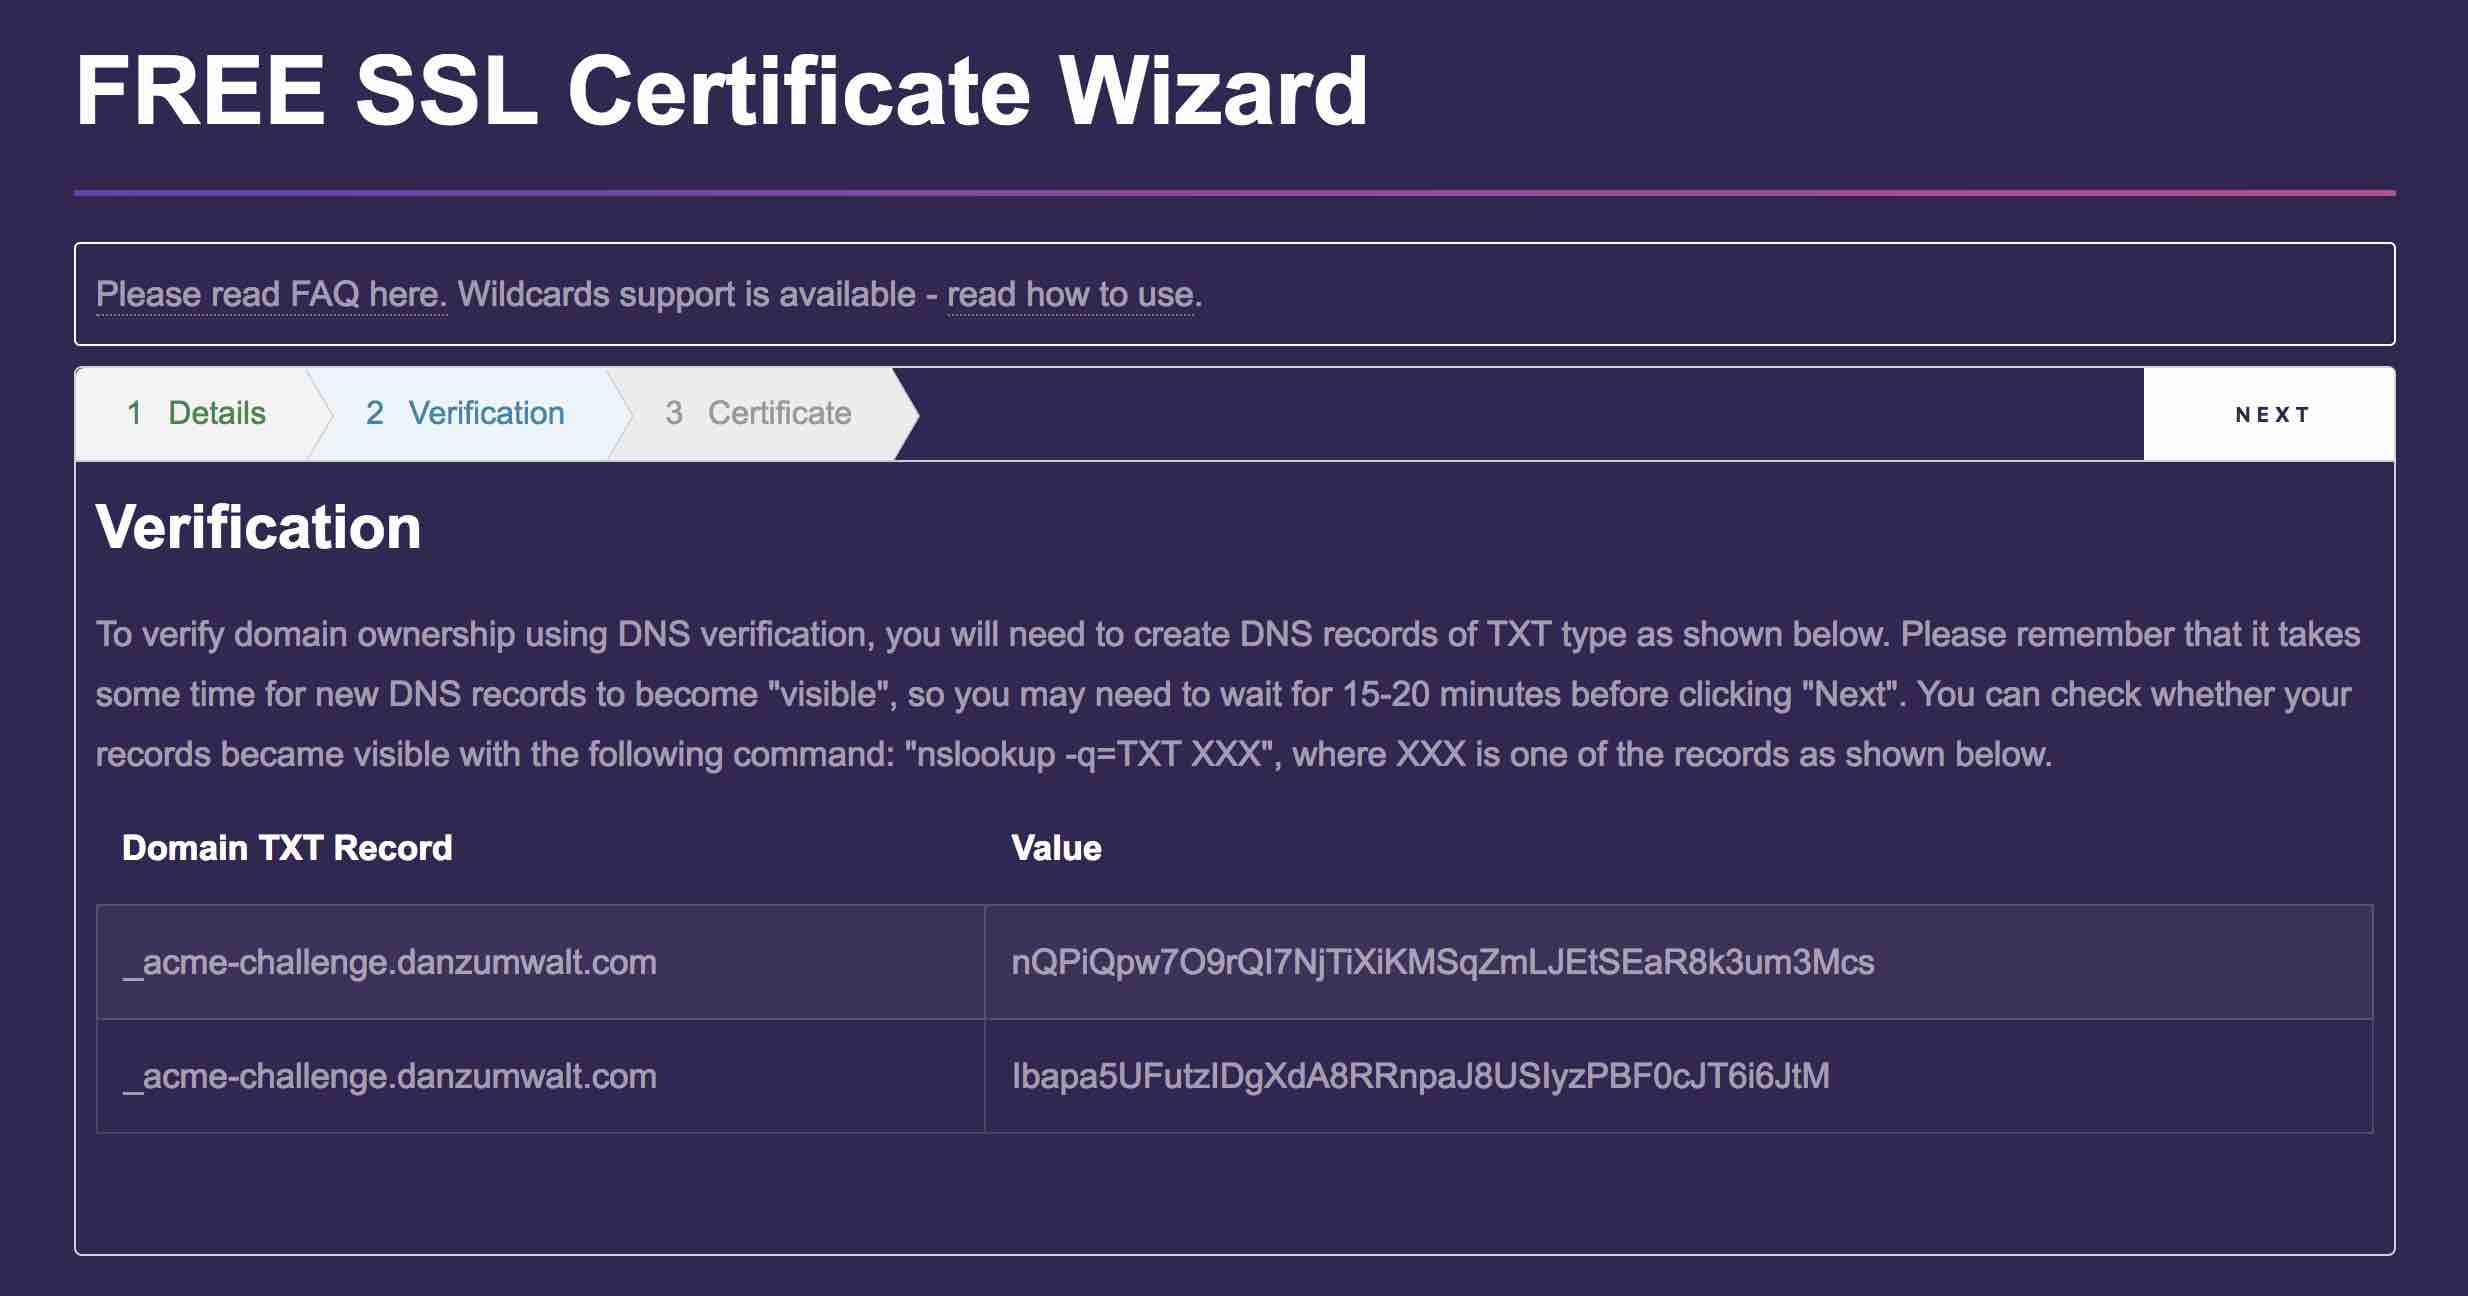 FREE SSL Certificate Wizard
Please read FAQ here. Wildcards support is available - read how to use.
1 Details 2 Verification 3 Certificate NEXT
Verification
To verify domain ownership using DNS verification, you will need to create DNS records of TXT type as shown below. Please remember that it takes
some time for new DNS records to become "visible", so you may need to wait for 15-20 minutes before clicking "Next". You can check whether your
records became visible with the following command: "nslookup -q=TXT XXX", where XXX is one of the records as shown below.
Domain TXT Record Value
_acme-challenge.danzumwalt.com nQPiQpw7O9rQI7NjTiXiKMSqZmLJEtSEaR8k3um3Mcs
_acme-challenge.danzumwalt.com Ibapa5UFutzIDgXdA8RRnpaJ8USIyzPBF0cJT6i6JtM